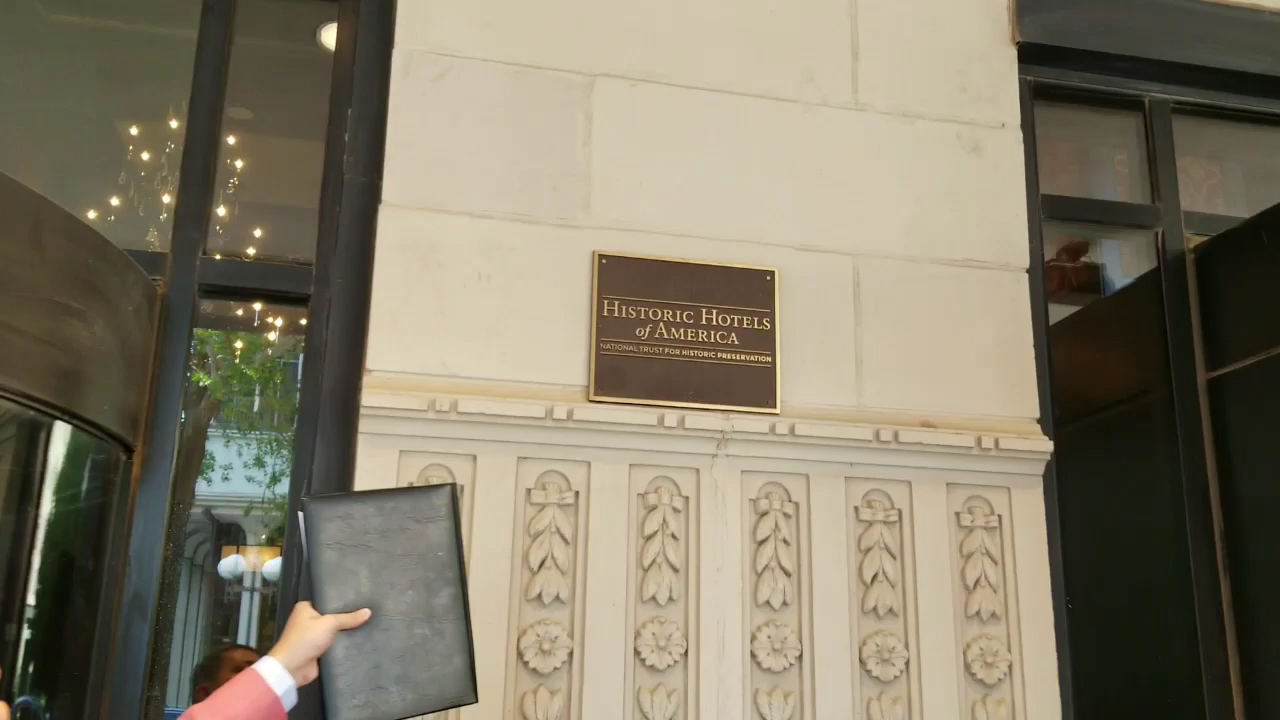 HISTORIC HOTELS
of AMERICA
NATIONAL TRUST FOR HISTORIC PRESERVATION